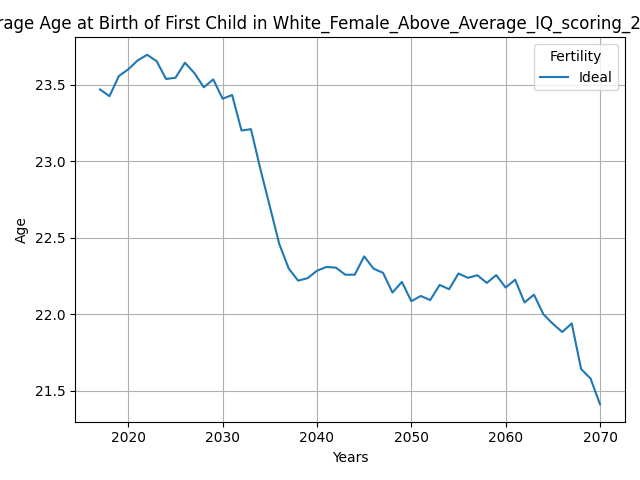 Age at Birth of First Child in White_Female_Above_Average_IQ_scoring_2
Fertility
Ideal
23.5
23.0
22.5
22.0
21.5
Age
2020 2030 2040 2050 2060 2070
Years